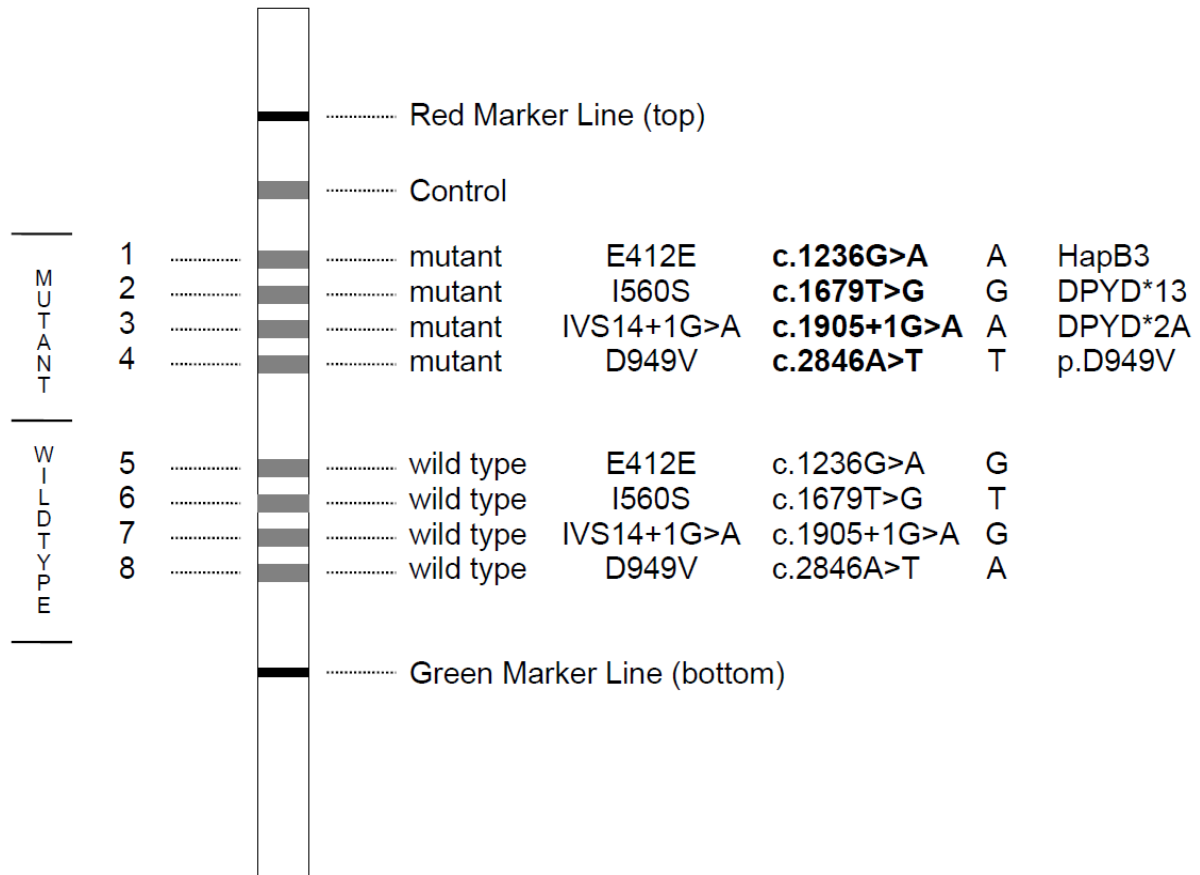 Red Marker Line (top)
Control
MUTANT
1 mutant E412E c.1236G>A A HapB3
2 mutant I560S c.1679T>G G DPYD*13
3 mutant IVS14+1G>A c.1905+1G>A A DPYD*2A
4 mutant D949V c.2846A>T T p.D949V
WILDTYPE
5 wild type E412E c.1236G>A G
6 wild type I560S c.1679T>G T
7 wild type IVS14+1G>A c.1905+1G>A G
8 wild type D949V c.2846A>T A
Green Marker Line (bottom)